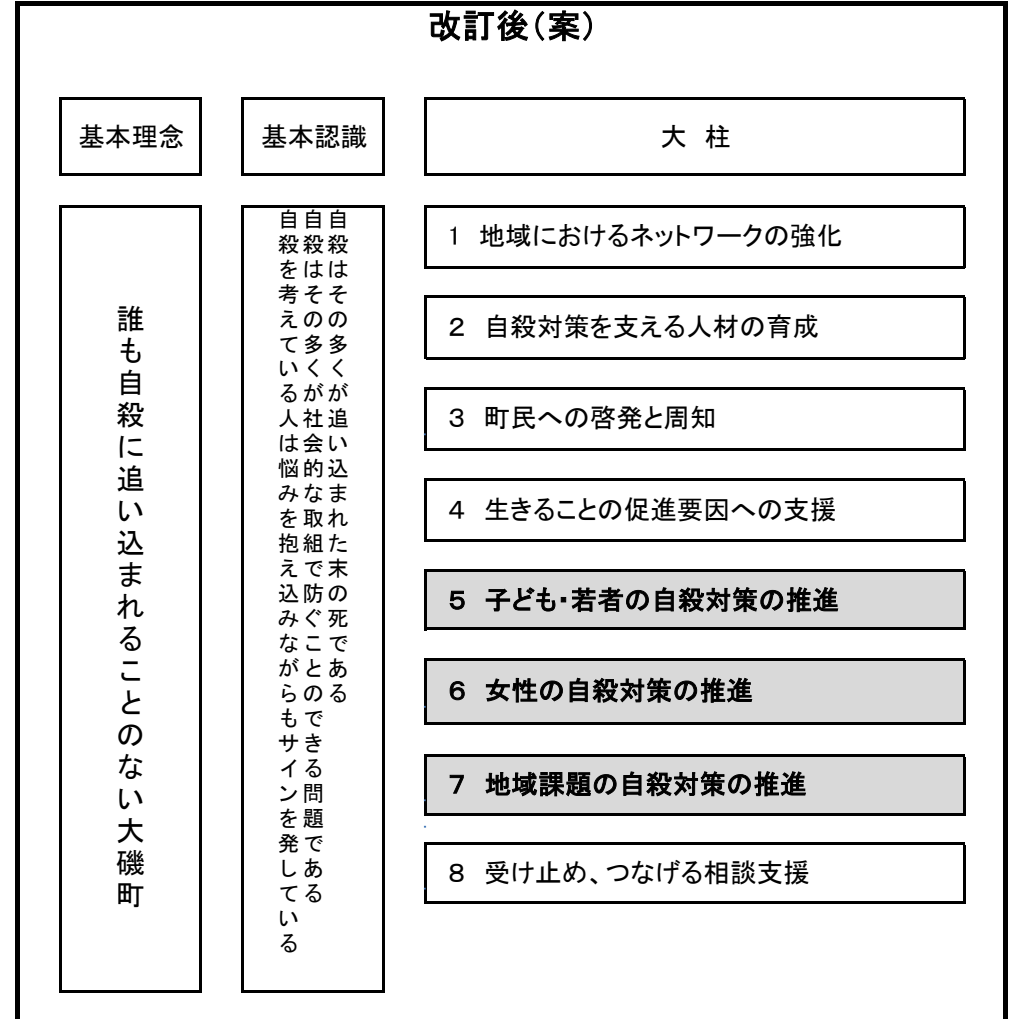 改訂後（案）
基本理念
基本認識
大 柱
誰も自殺に追い込まれることのない大磯町
自殺はその多くが追い込まれた末の死である
自殺はその多くが社会的な取組で防ぐことのできる問題である
自殺を考えている人は悩みを抱え込みながらもサインを発している
1 地域におけるネットワークの強化
２ 自殺対策を支える人材の育成
３ 町民への啓発と周知
４ 生きることの促進要因への支援
５ 子ども・若者の自殺対策の推進
６ 女性の自殺対策の推進
７ 地域課題の自殺対策の推進
８ 受け止め、つなげる相談支援